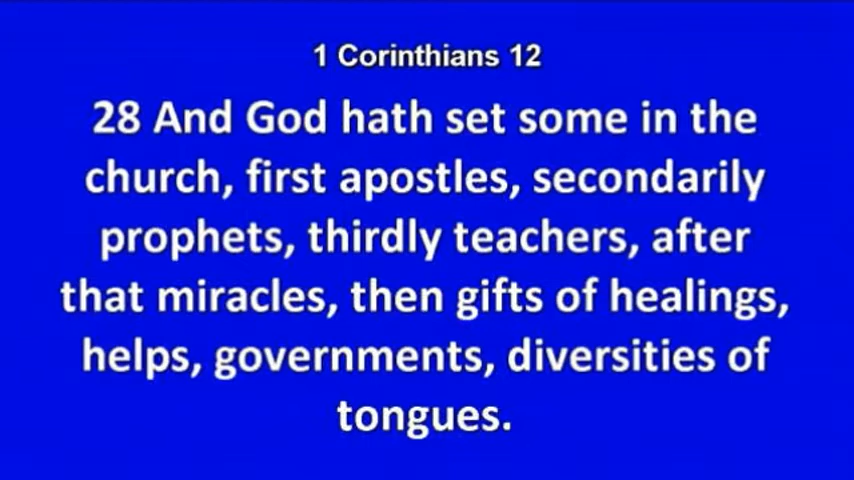 1 Corinthians 12
28 And God hath set some in the
church, first apostles, secondarily
prophets, thirdly teachers, after
that miracles, then gifts of healings,
helps, governments, diversities of
tongues.